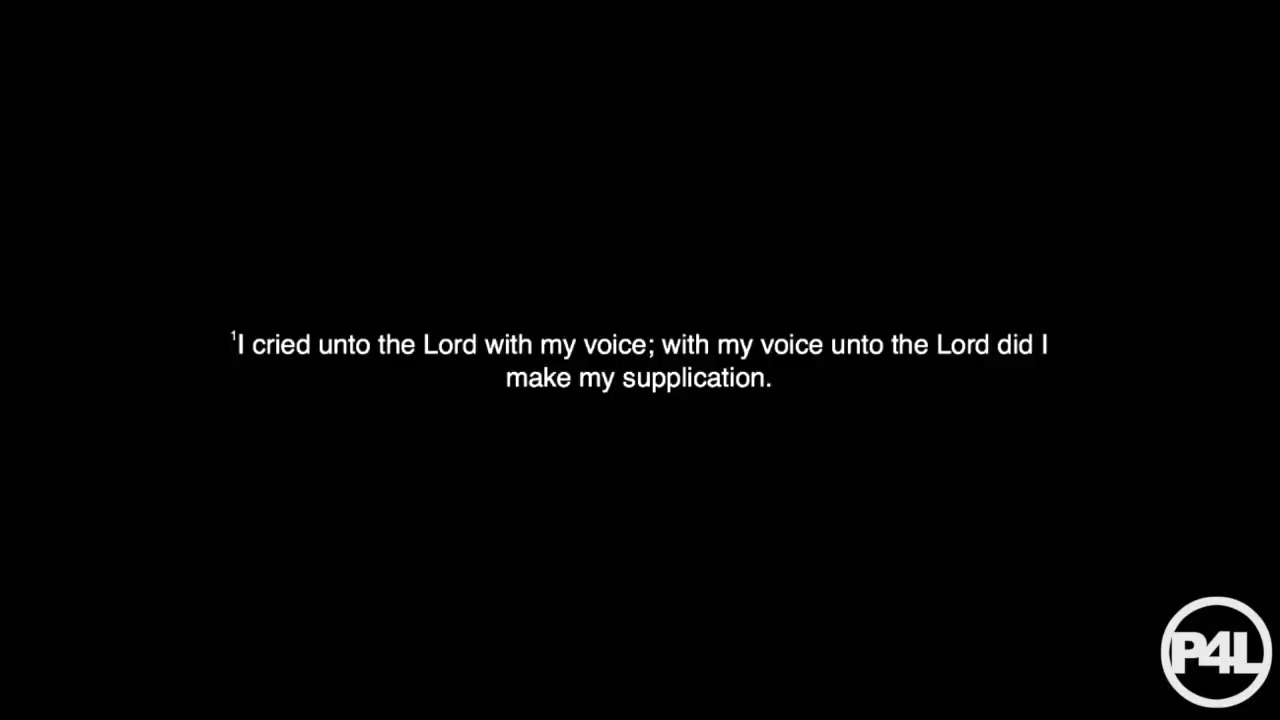 ¹I cried unto the Lord with my voice; with my voice unto the Lord did I
make my supplication.
P4L